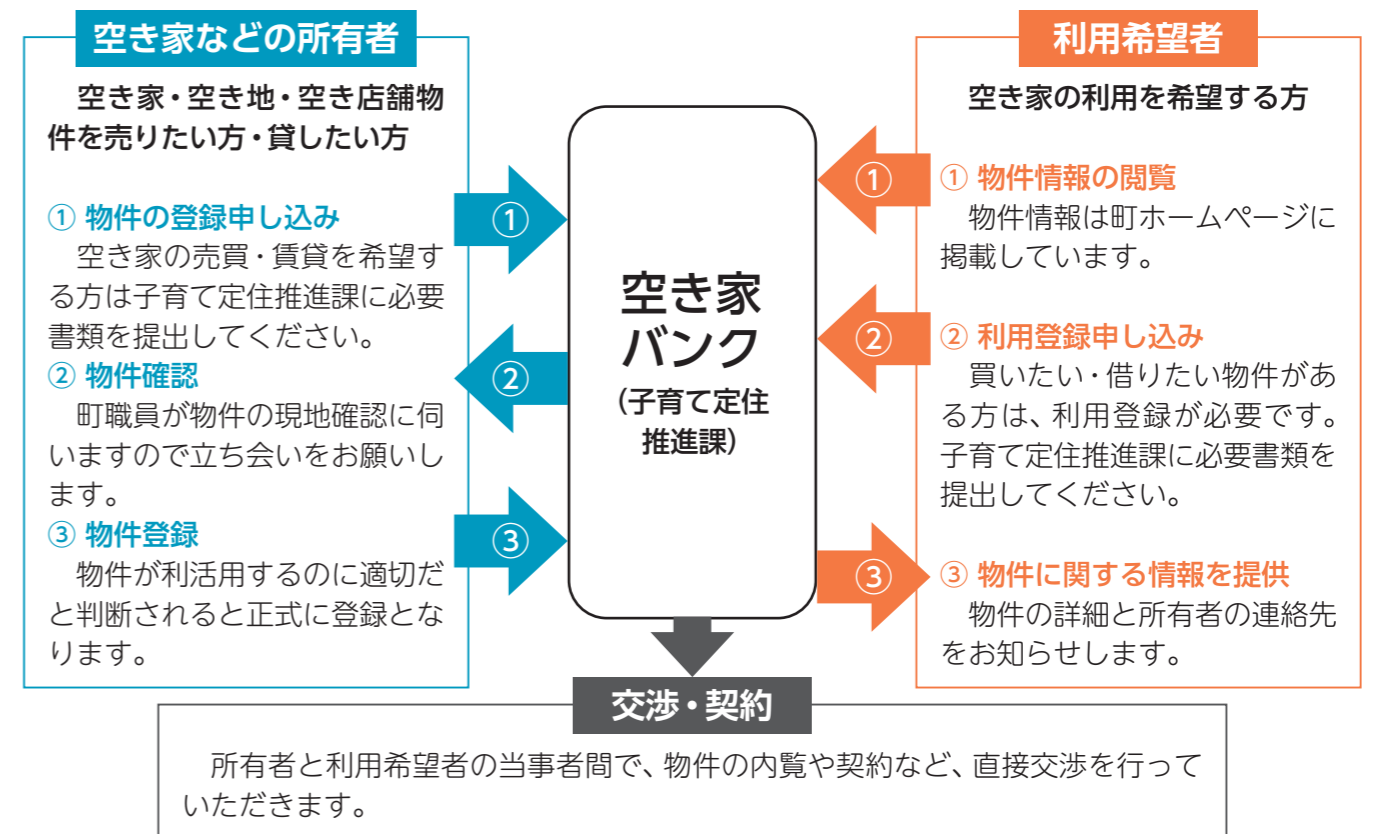 空き家などの所有者
空き家・空き地・空き店舗物
件を売りたい方・貸したい方
① 物件の登録申し込み
空き家の売買・賃貸を希望す
る方は子育て定住推進課に必要
書類を提出してください。
② 物件確認
町職員が物件の現地確認に伺
いますので立ち会いをお願いし
ます。
③ 物件登録
物件が利活用するのに適切だ
と判断されると正式に登録とな
ります。
①
②
③
空き家
バンク
(子育て定住
推進課)
①
②
③
利用希望者
空き家の利用を希望する方
① 物件情報の閲覧
物件情報は町ホームページに
掲載しています。
② 利用登録申し込み
買いたい・借りたい物件があ
る方は、利用登録が必要です。
子育て定住推進課に必要書類を
提出してください。
③ 物件に関する情報を提供
物件の詳細と所有者の連絡先
をお知らせします。
交渉・契約
所有者と利用希望者の当事者間で、物件の内覧や契約など、直接交渉を行って
いただきます。